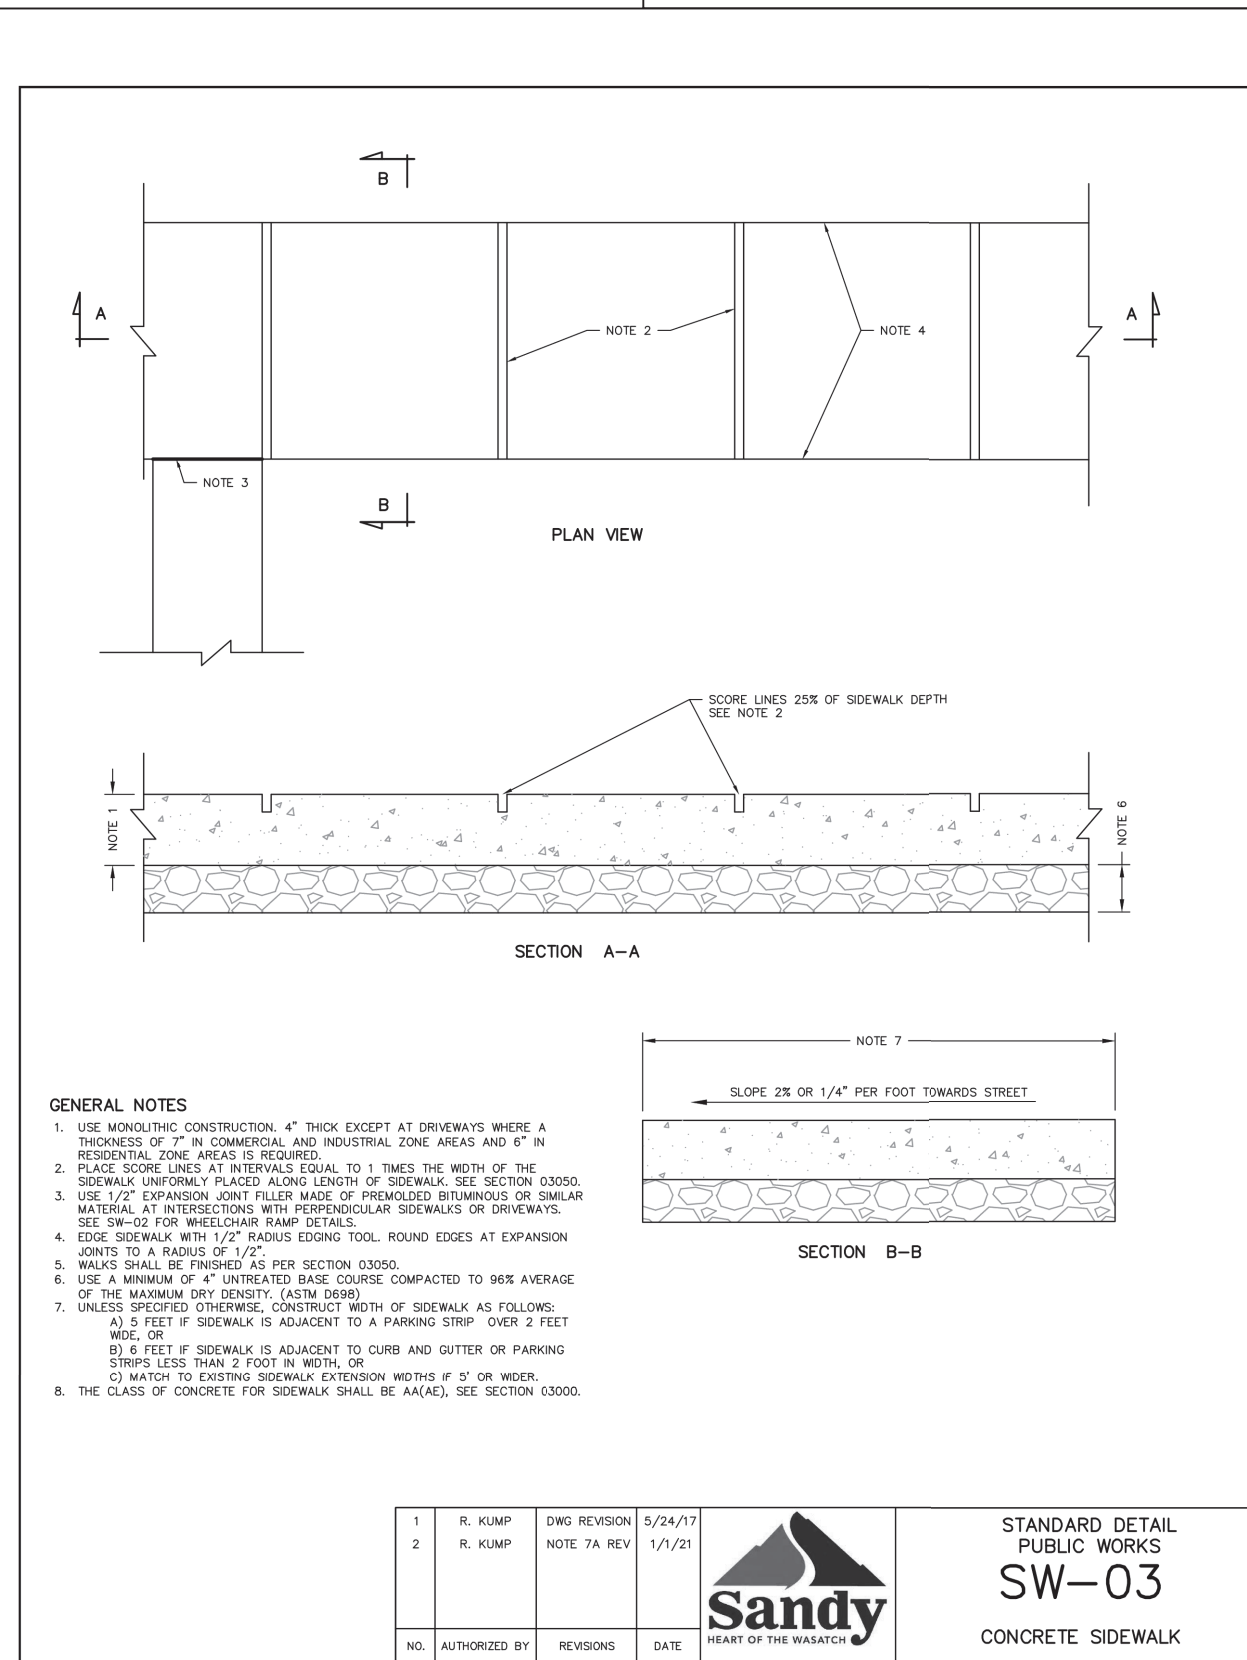 B
A
A
NOTE 2
NOTE 4
NOTE 3
B
PLAN VIEW
SCORE LINES 25% OF SIDEWALK DEPTH
SEE NOTE 2
NOTE 1
NOTE 6
SECTION A-A
NOTE 7
SLOPE 2% OR 1/4" PER FOOT TOWARDS STREET
SECTION B-B
GENERAL NOTES
1. USE MONOLITHIC CONSTRUCTION. 4" THICK EXCEPT AT DRIVEWAYS WHERE A
THICKNESS OF 7" IN COMMERCIAL AND INDUSTRIAL ZONE AREAS AND 6" IN
RESIDENTIAL ZONE AREAS IS REQUIRED.
2. PLACE SCORE LINES AT INTERVALS EQUAL TO 1 TIMES THE WIDTH OF THE
SIDEWALK UNIFORMLY PLACED ALONG LENGTH OF SIDEWALK. SEE SECTION 03050.
3. USE 1/2" EXPANSION JOINT FILLER MADE OF PREMOLDED BITUMINOUS OR SIMILAR
MATERIAL AT INTERSECTIONS WITH PERPENDICULAR SIDEWALKS OR DRIVEWAYS.
SEE SW-02 FOR WHEELCHAIR RAMP DETAILS.
4. EDGE SIDEWALK WITH 1/2" RADIUS EDGING TOOL. ROUND EDGES AT EXPANSION
JOINTS TO A RADIUS OF 1/2".
5. WALKS SHALL BE FINISHED AS PER SECTION 03050.
6. USE A MINIMUM OF 4" UNTREATED BASE COURSE COMPACTED TO 96% AVERAGE
OF THE MAXIMUM DRY DENSITY. (ASTM D698)
7. UNLESS SPECIFIED OTHERWISE, CONSTRUCT WIDTH OF SIDEWALK AS FOLLOWS:
A) 5 FEET IF SIDEWALK IS ADJACENT TO A PARKING STRIP OVER 2 FEET
WIDE, OR
B) 6 FEET IF SIDEWALK IS ADJACENT TO CURB AND GUTTER OR PARKING
STRIPS LESS THAN 2 FOOT IN WIDTH, OR
C) MATCH TO EXISTING SIDEWALK EXTENSION WIDTHS IF 5' OR WIDER.
8. THE CLASS OF CONCRETE FOR SIDEWALK SHALL BE AA(AE), SEE SECTION 03000.
1 R. KUMP DWG REVISION 5/24/17
2 R. KUMP NOTE 7A REV 1/1/21
NO. AUTHORIZED BY REVISIONS DATE
Sandy
HEART OF THE WASATCH
STANDARD DETAIL
PUBLIC WORKS
SW-03
CONCRETE SIDEWALK